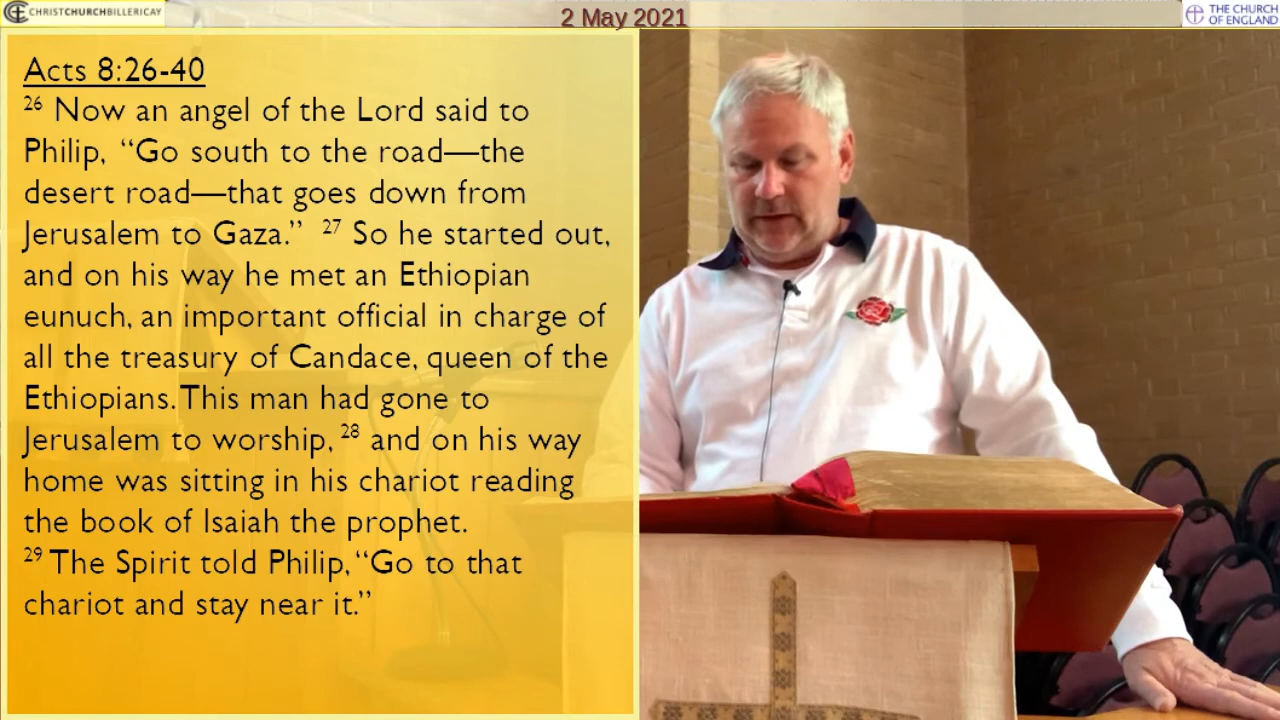 CHRISTCHURCHBILLERICAY
2 May 2021
THE CHURCH
OF ENGLAND
Acts 8:26-40
26 Now an angel of the Lord said to
Philip, “Go south to the road—the
desert road—that goes down from
Jerusalem to Gaza.” 27 So he started out,
and on his way he met an Ethiopian
eunuch, an important official in charge of
all the treasury of Candace, queen of the
Ethiopians. This man had gone to
Jerusalem to worship, 28 and on his way
home was sitting in his chariot reading
the book of Isaiah the prophet.
29 The Spirit told Philip, “Go to that
chariot and stay near it.”